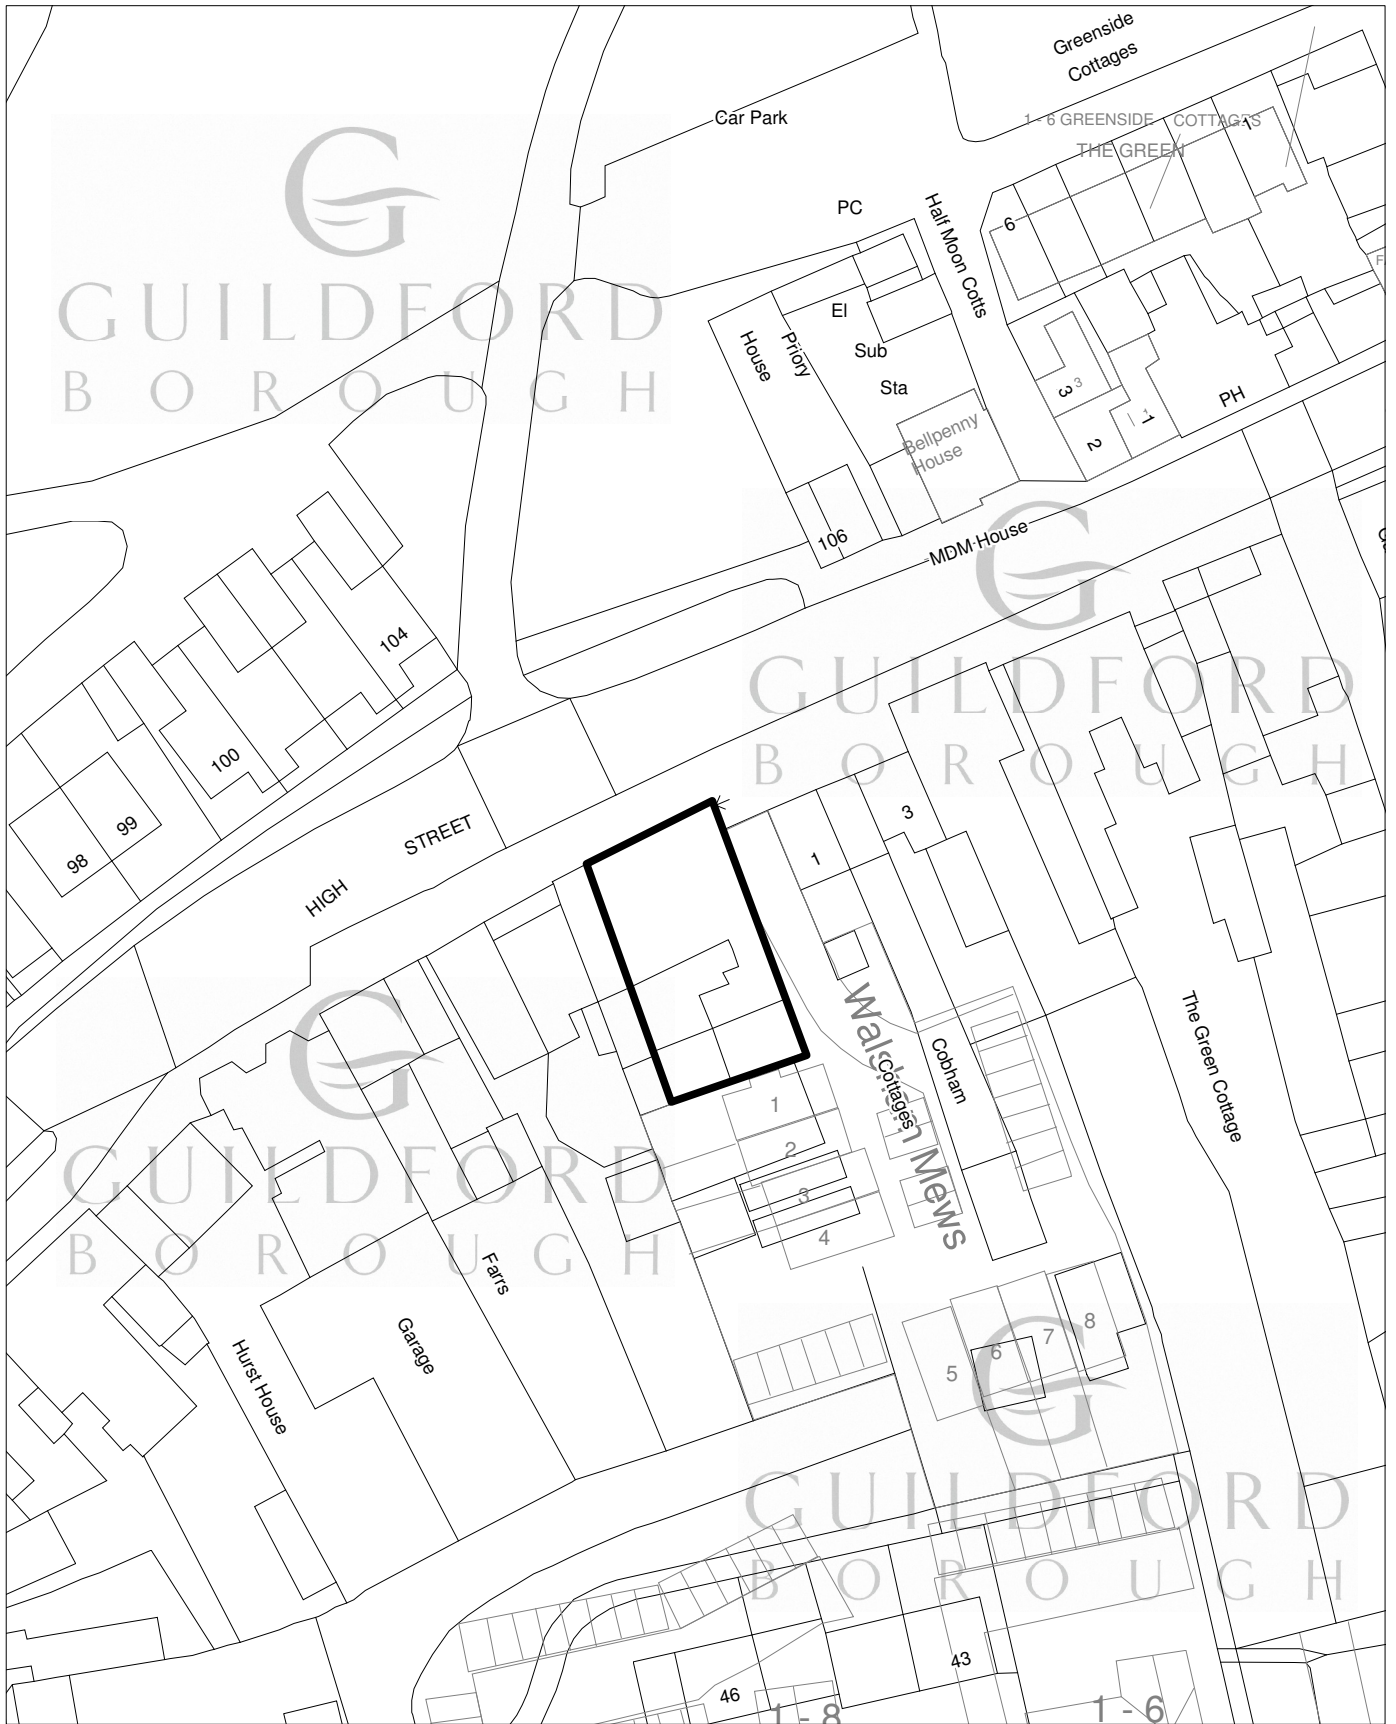 Greenside
Cottages
Car Park
1 - 6 GREENSIDE COTTAGES
1
THE GREEN
PC
Half Moon Cotts
6
GUILDFORD
BOROUGH
El
Sub
Sta
House
Priory
3
3
1
1
2
PH
Bellpenny
House
106
MDM House
104
100
99
98
HIGH
STREET
GUILDFORD
BOROUGH
3
1
Walsham Mews
Cobham
Cottages
The Green Cottage
GUILDFORD
BOROUGH
1
2
3
4
Farrs
Garage
Hurst House
5
6
7
8
GUILDFORD
BOROUGH
43
46
1 - 8
1 - 6